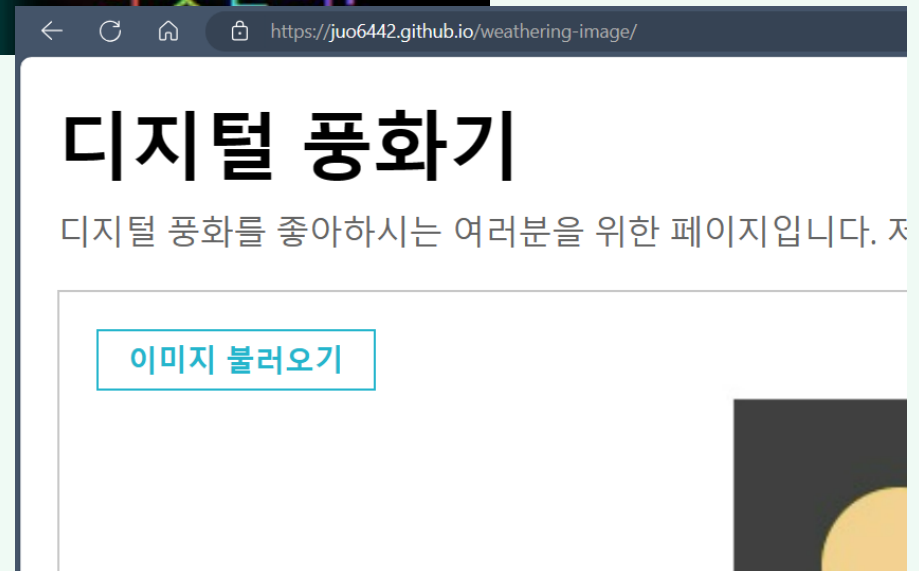 https://juo6442.github.io/weathering-image/
디지털 풍화기
디지털 풍화를 좋아하시는 여러분을 위한 페이지입니다.
이미지 불러오기